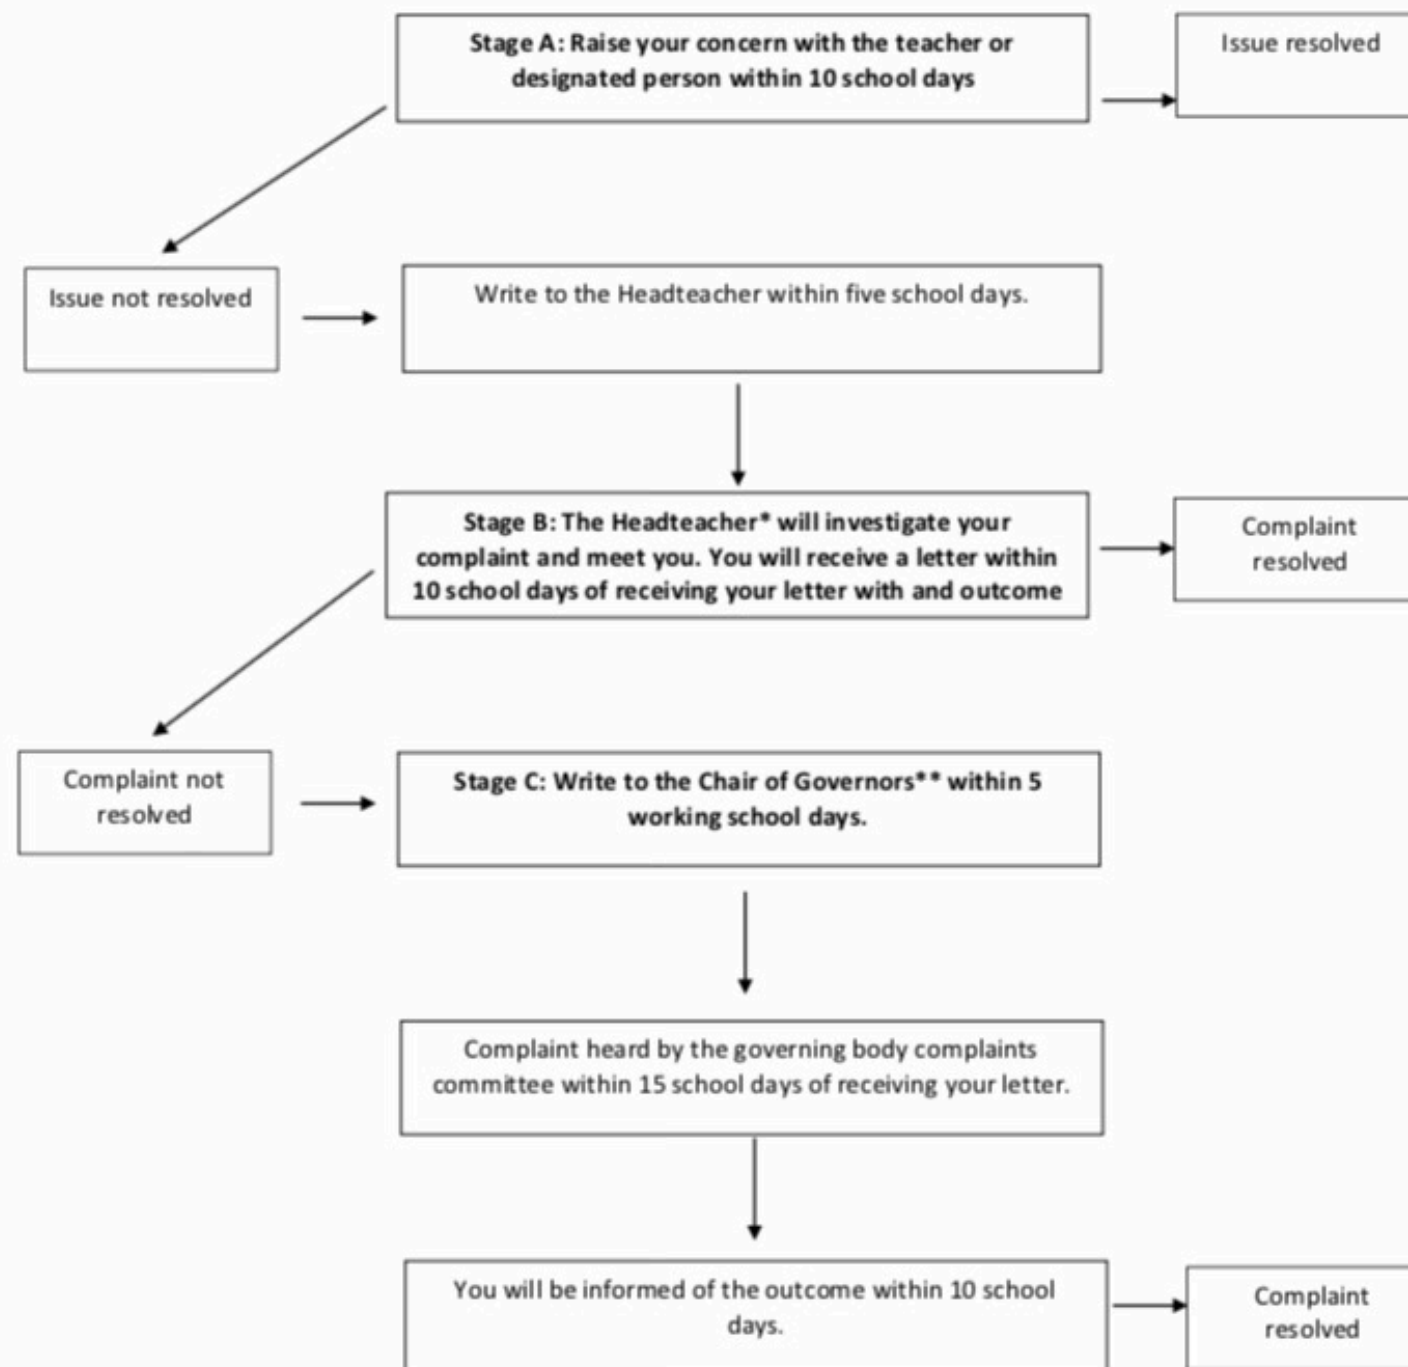 Stage A: Raise your concern with the teacher or
designated person within 10 school days
Issue resolved
Issue not resolved
Write to the Headteacher within five school days.
Stage B: The Headteacher* will investigate your
complaint and meet you. You will receive a letter within
10 school days of receiving your letter with and outcome
Complaint
resolved
Complaint not
resolved
Stage C: Write to the Chair of Governors** within 5
working school days.
Complaint heard by the governing body complaints
committee within 15 school days of receiving your letter.
You will be informed of the outcome within 10 school
days.
Complaint
resolved